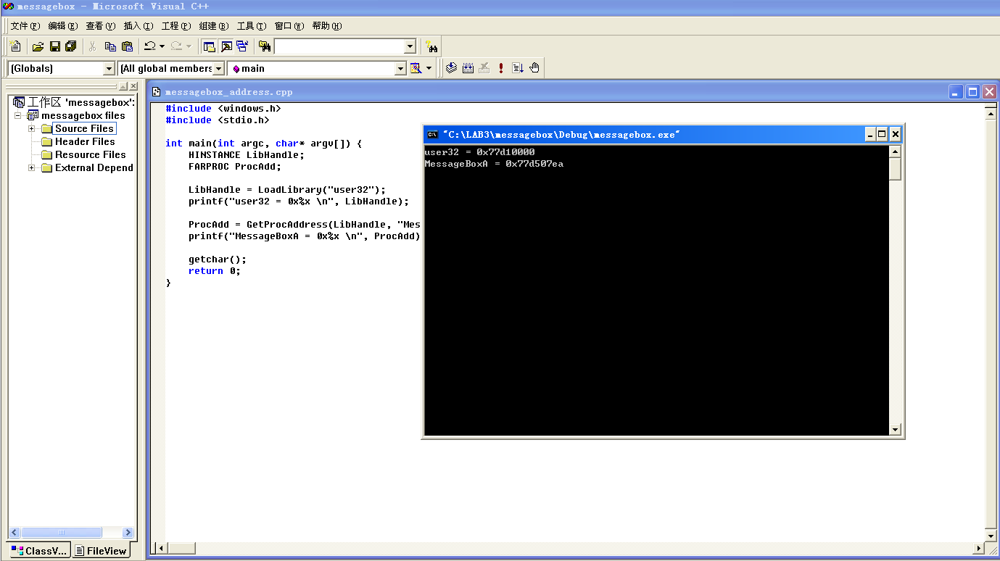 messagebox - Microsoft Visual C++
文件(F) 编辑(E) 查看(V) 插入(I) 工程(P) 组建(B) 工具(T) 窗口(W) 帮助(H)
(Globals) (All global members main
工作区 'messagebox':
messagebox files
Source Files
Header Files
Resource Files
External Depend
ClassV... FileView
messagebox_address.cpp
#include <windows.h>
#include <stdio.h>
int main(int argc, char* argv[]) {
HINSTANCE LibHandle;
FARPROC ProcAdd;
LibHandle = LoadLibrary("user32");
printf("user32 = 0x%x \n", LibHandle);
ProcAdd = GetProcAddress(LibHandle, "Mes
printf("MessageBoxA = 0x%x \n", ProcAdd)
getchar();
return 0;
}
"C:\LAB3\messagebox\Debug\messagebox.exe"
user32 = 0x77d10000
MessageBoxA = 0x77d507ea